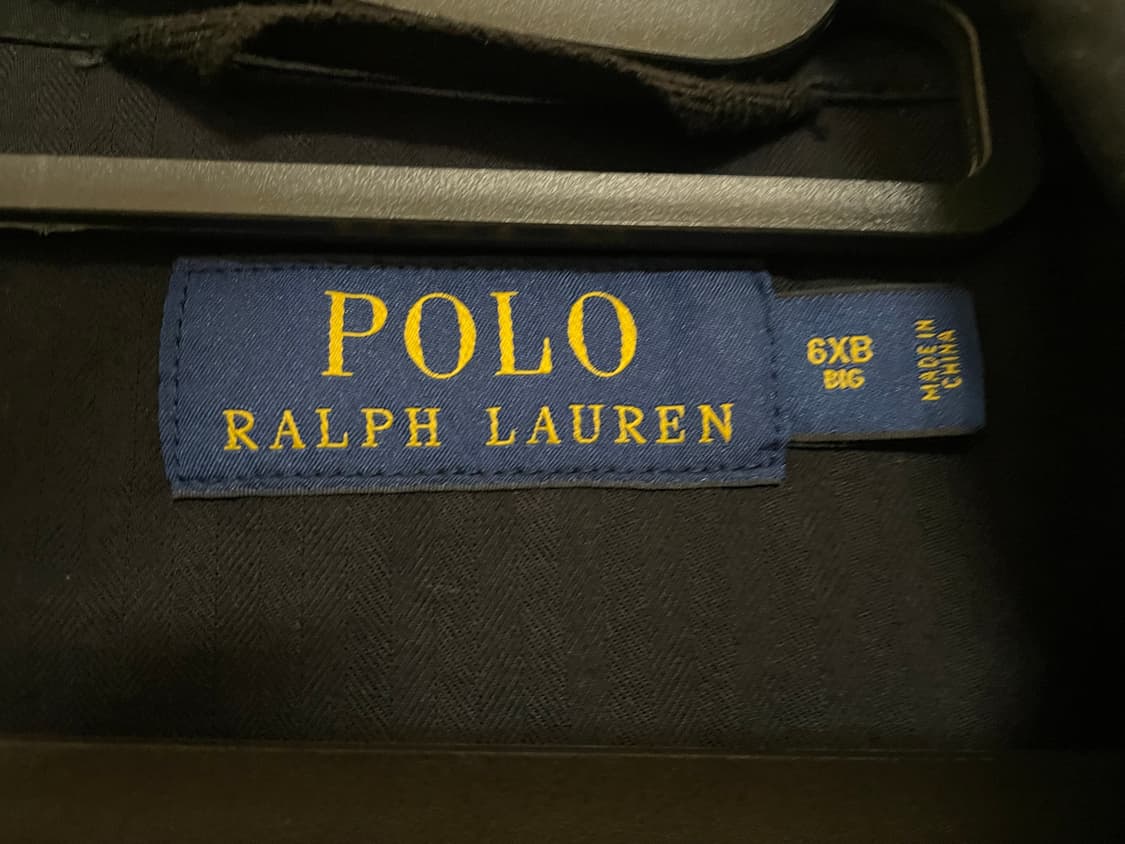 POLO
RALPH LAUREN
6XB
BIG
MADE IN
CHINA